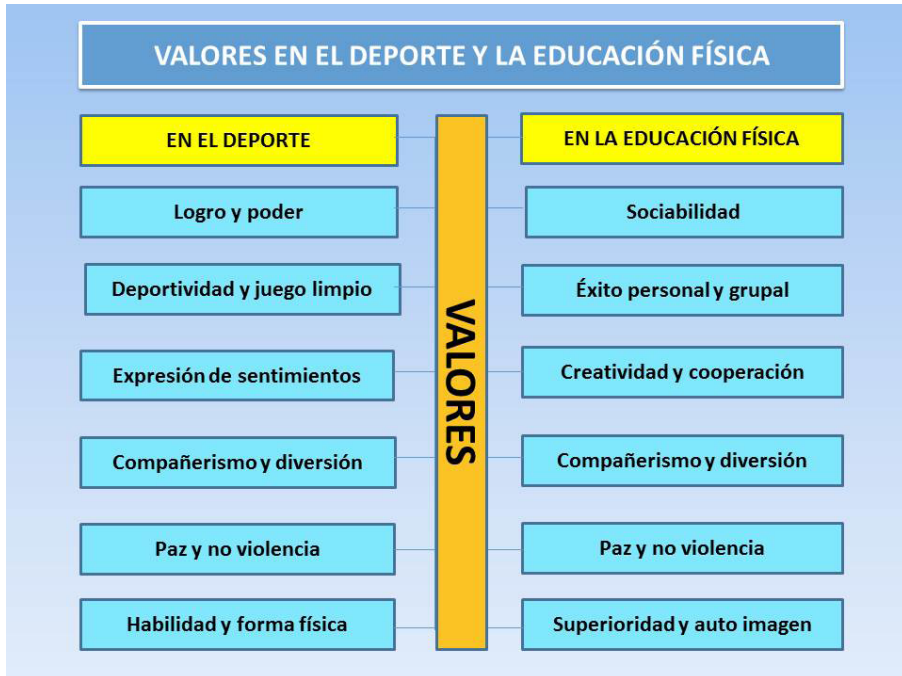 VALORES EN EL DEPORTE Y LA EDUCACIÓN FÍSICA
EN EL DEPORTE
Logro y poder
Deportividad y juego limpio
Expresión de sentimientos
Compañerismo y diversión
Paz y no violencia
Habilidad y forma física
VALORES
EN LA EDUCACIÓN FÍSICA
Sociabilidad
Éxito personal y grupal
Creatividad y cooperación
Compañerismo y diversión
Paz y no violencia
Superioridad y auto imagen